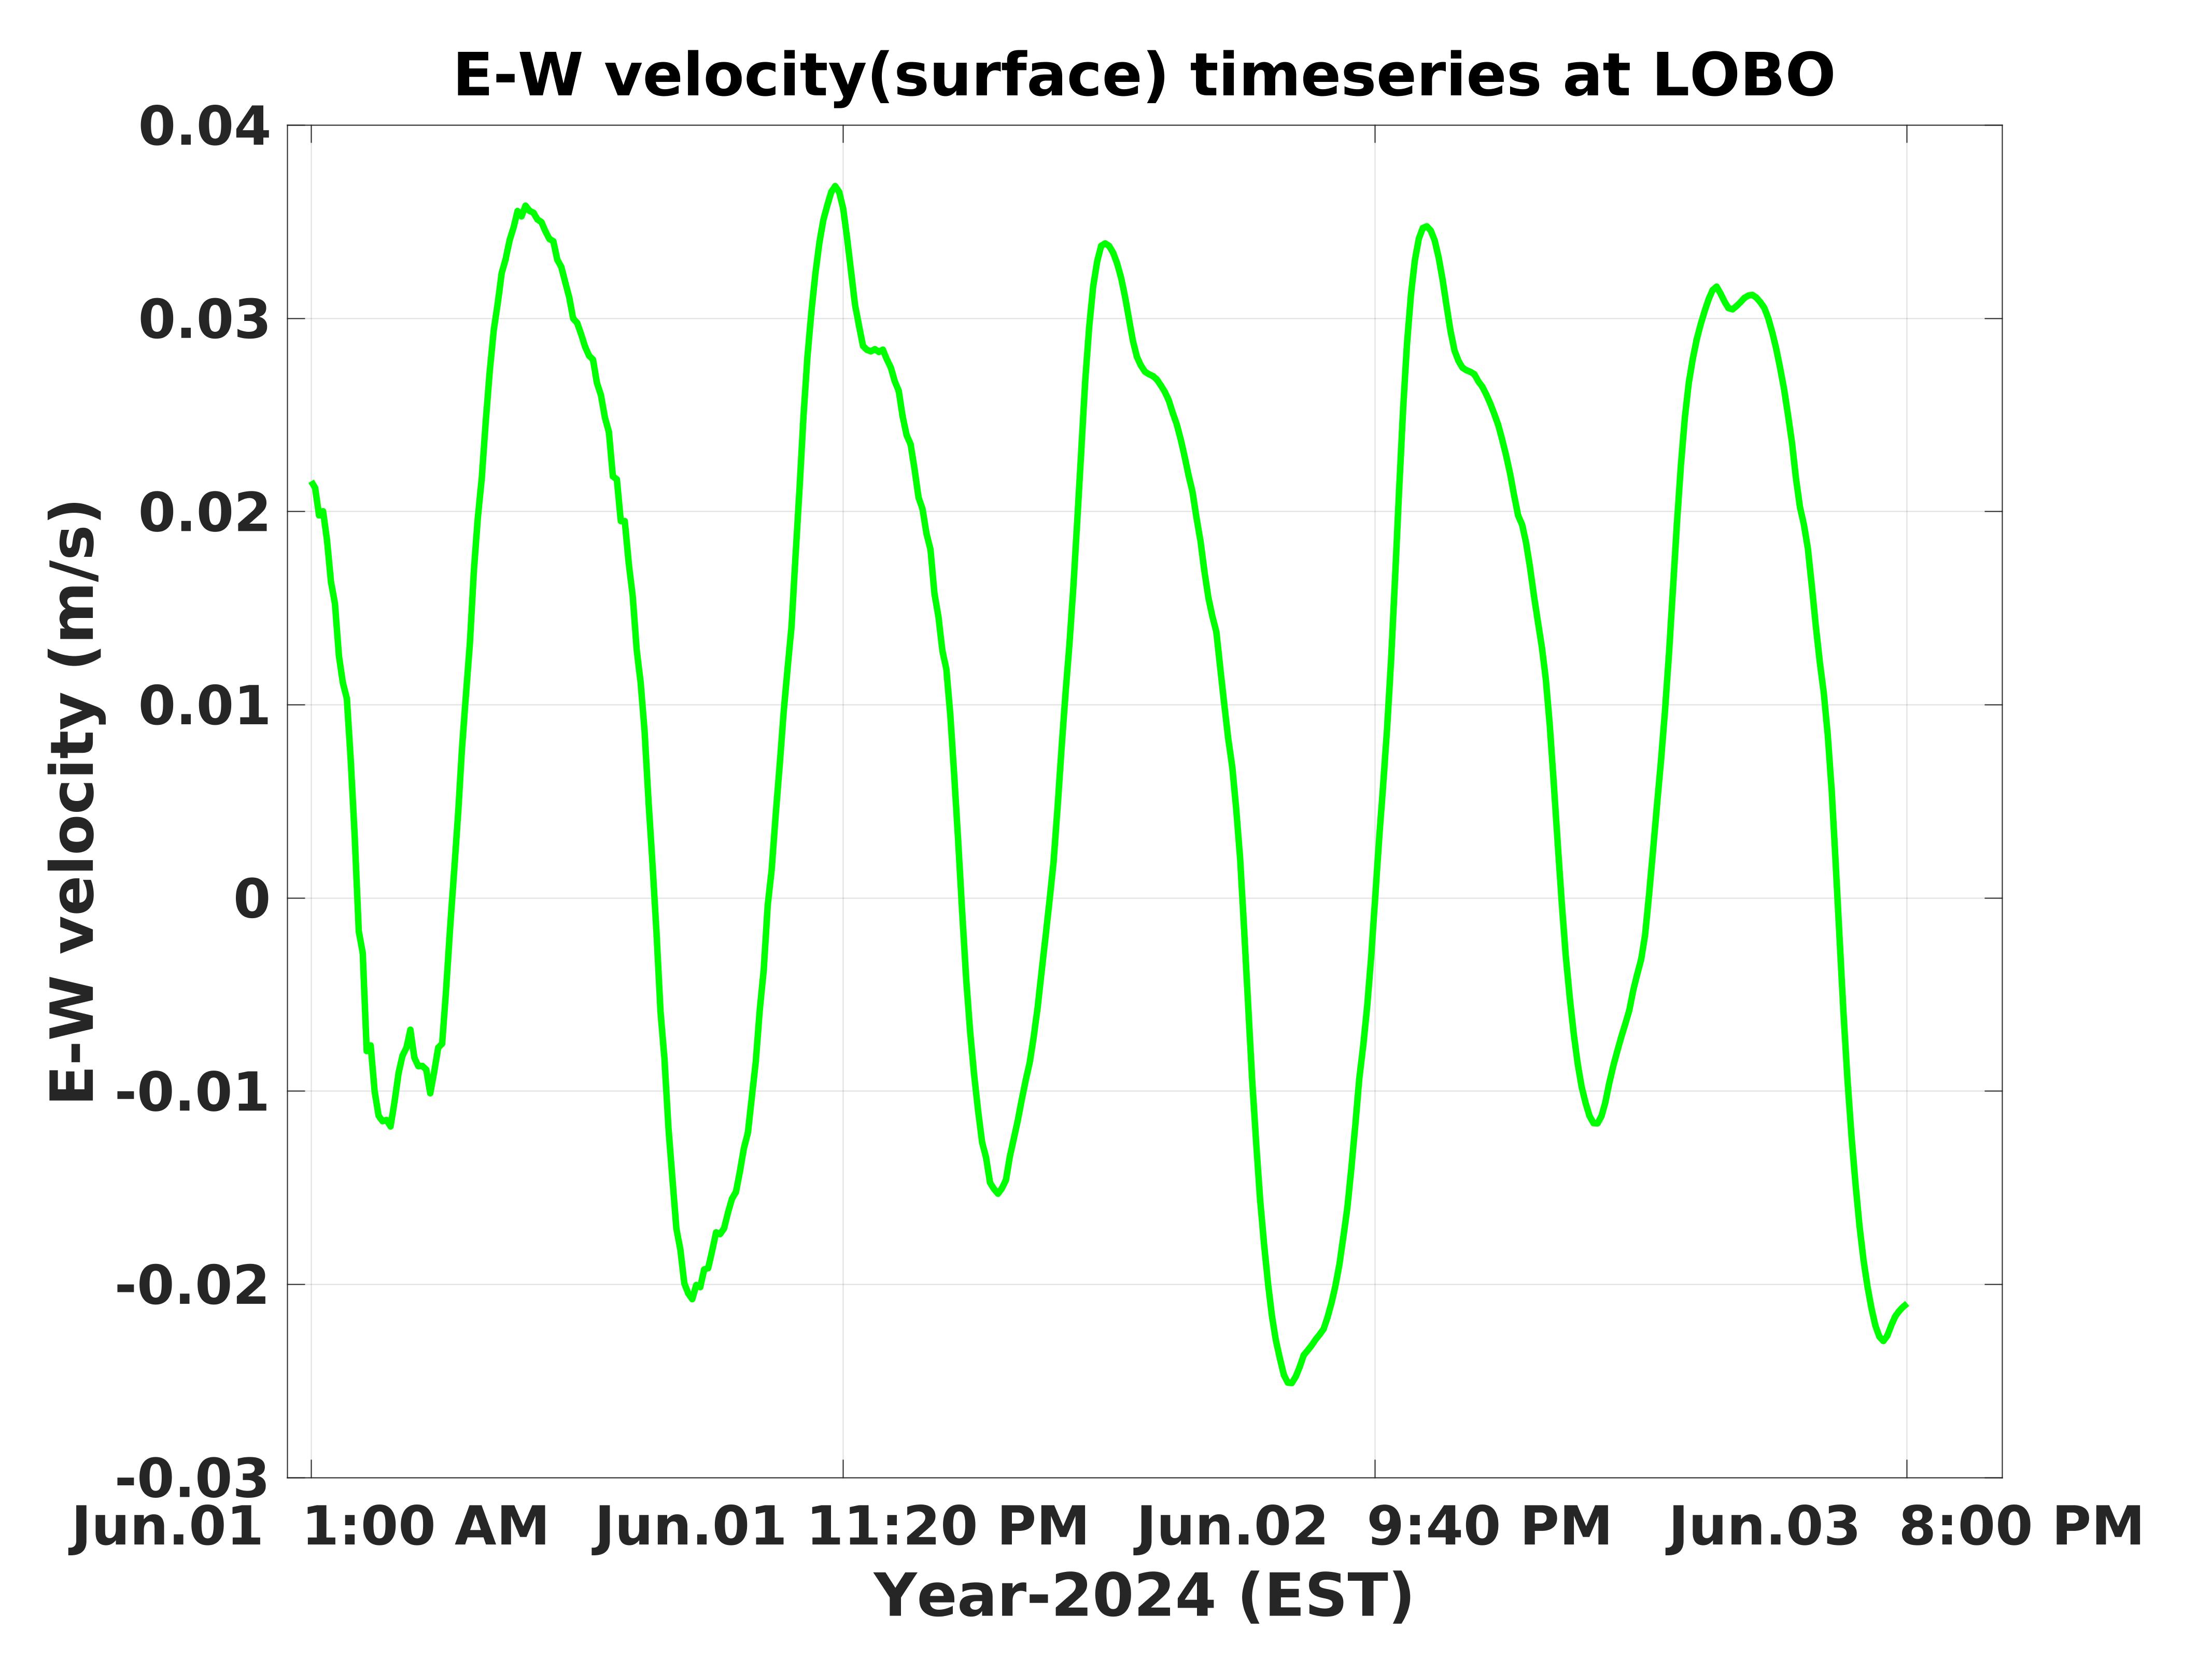 E-W velocity(surface) timeseries at LOBO
0.04
0.03
0.02
0.01
0
-0.01
-0.02
-0.03
E-W velocity (m/s)
Jun.01 1:00 AM Jun.01 11:20 PM Jun.02 9:40 PM Jun.03 8:00 PM
Year-2024 (EST)